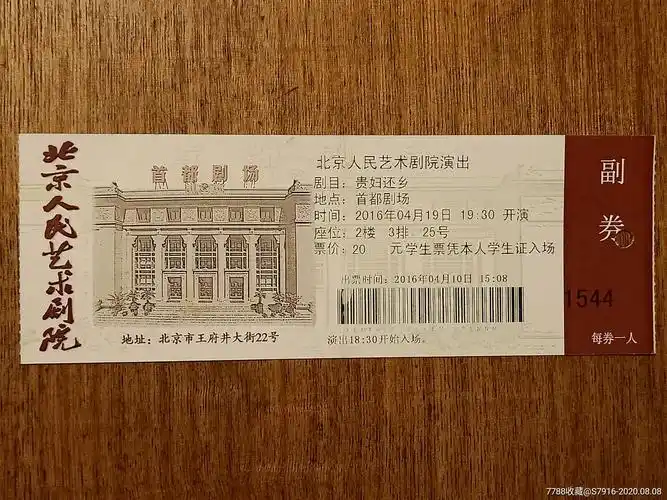 北京人民艺术剧院
首都剧场
地址：北京市王府井大街22号
北京人民艺术剧院演出
剧目：贵妇还乡
地点：首都剧场
时间：2016年04月19日 19:30 开演
座位：2楼 3排 25号
票价：20 元学生票凭本人学生证入场
出票时间：2016年04月10日 15:08
演出18:30开始入场。
副券
1544
每券一人
7788收藏@S7916-2020.08.08